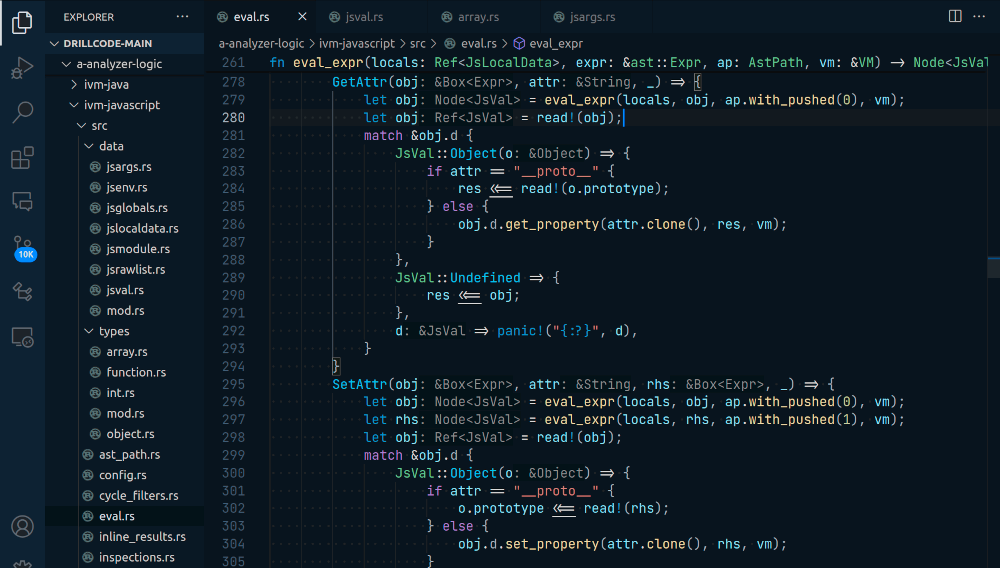 EXPLORER ···
DRILLCODE-MAIN
a-analyzer-logic
ivm-java
ivm-javascript
src
data
jsargs.rs
jsenv.rs
jsglobals.rs
jslocaldata.rs
jsmodule.rs
jsrawlist.rs
jsval.rs
mod.rs
types
array.rs
function.rs
int.rs
mod.rs
object.rs
ast_path.rs
config.rs
cycle_filters.rs
eval.rs
inline_results.rs
inspections.rs
10K
eval.rs jsval.rs array.rs jsargs.rs ···
a-analyzer-logic > ivm-javascript > src > eval.rs > eval_expr
261 fn eval_expr(locals: Ref<JsLocalData>, expr: &ast::Expr, ap: AstPath, vm: &VM) -> Node<JsVal
278 GetAttr(obj: &Box<Expr>, attr: &String, _) => {
279 let obj: Node<JsVal> = eval_expr(locals, obj, ap.with_pushed(0), vm);
280 let obj: Ref<JsVal> = read!(obj);
281 match &obj.d {
282 JsVal::Object(o: &Object) => {
283 if attr == "__proto__" {
284 res <<= read!(o.prototype);
285 } else {
286 obj.d.get_property(attr.clone(), res, vm);
287 }
288 },
289 JsVal::Undefined => {
290 res <<= obj;
291 },
292 d: &JsVal => panic!("{:?}", d),
293 }
294 }
295 SetAttr(obj: &Box<Expr>, attr: &String, rhs: &Box<Expr>, _) => {
296 let obj: Node<JsVal> = eval_expr(locals, obj, ap.with_pushed(0), vm);
297 let rhs: Node<JsVal> = eval_expr(locals, rhs, ap.with_pushed(1), vm);
298 let obj: Ref<JsVal> = read!(obj);
299 match &obj.d {
300 JsVal::Object(o: &Object) => {
301 if attr == "__proto__" {
302 o.prototype <<= read!(rhs);
303 } else {
304 obj.d.set_property(attr.clone(), rhs, vm);
305 }